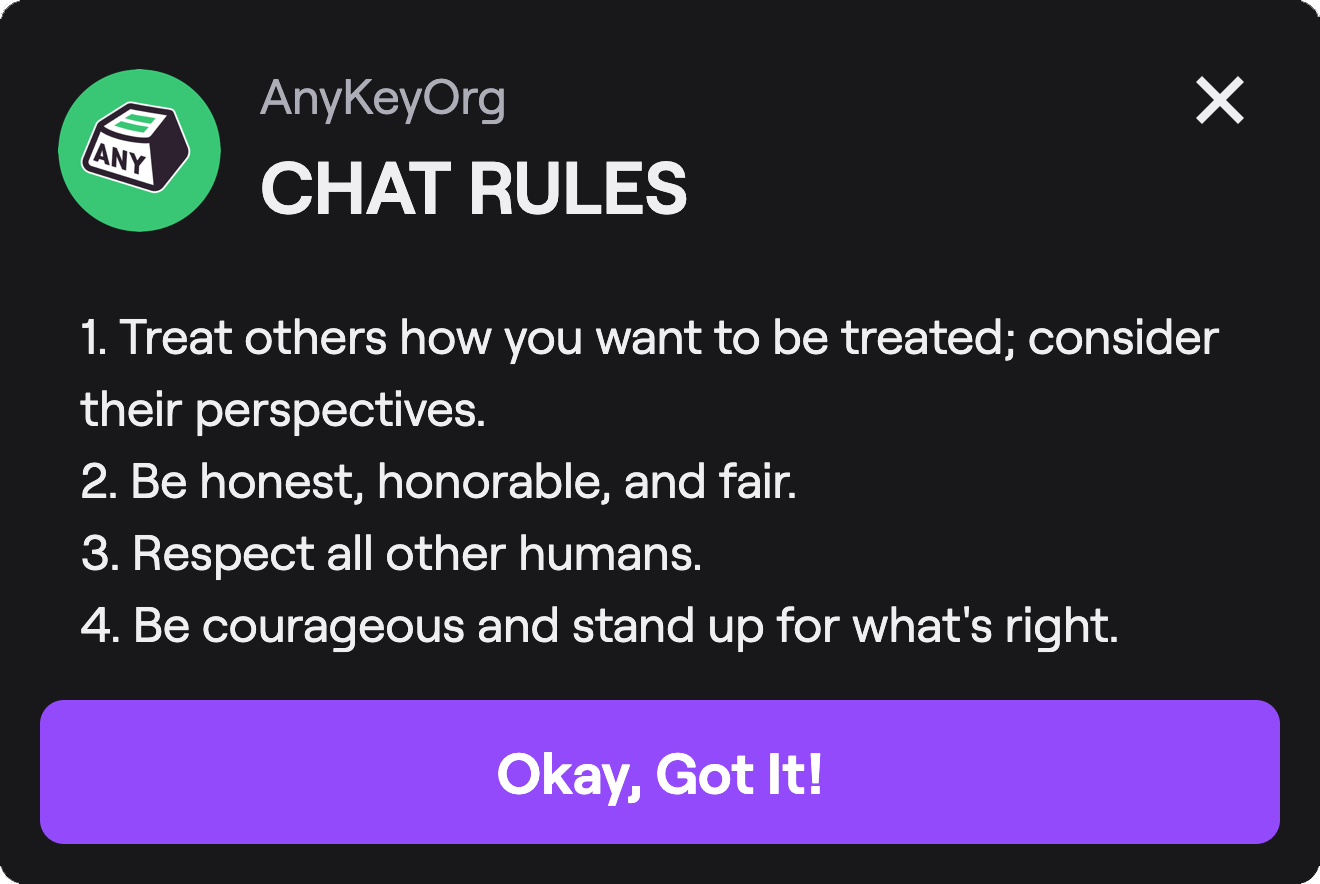 ANY
AnyKeyOrg
CHAT RULES
1. Treat others how you want to be treated; consider
their perspectives.
2. Be honest, honorable, and fair.
3. Respect all other humans.
4. Be courageous and stand up for what's right.
Okay, Got It!